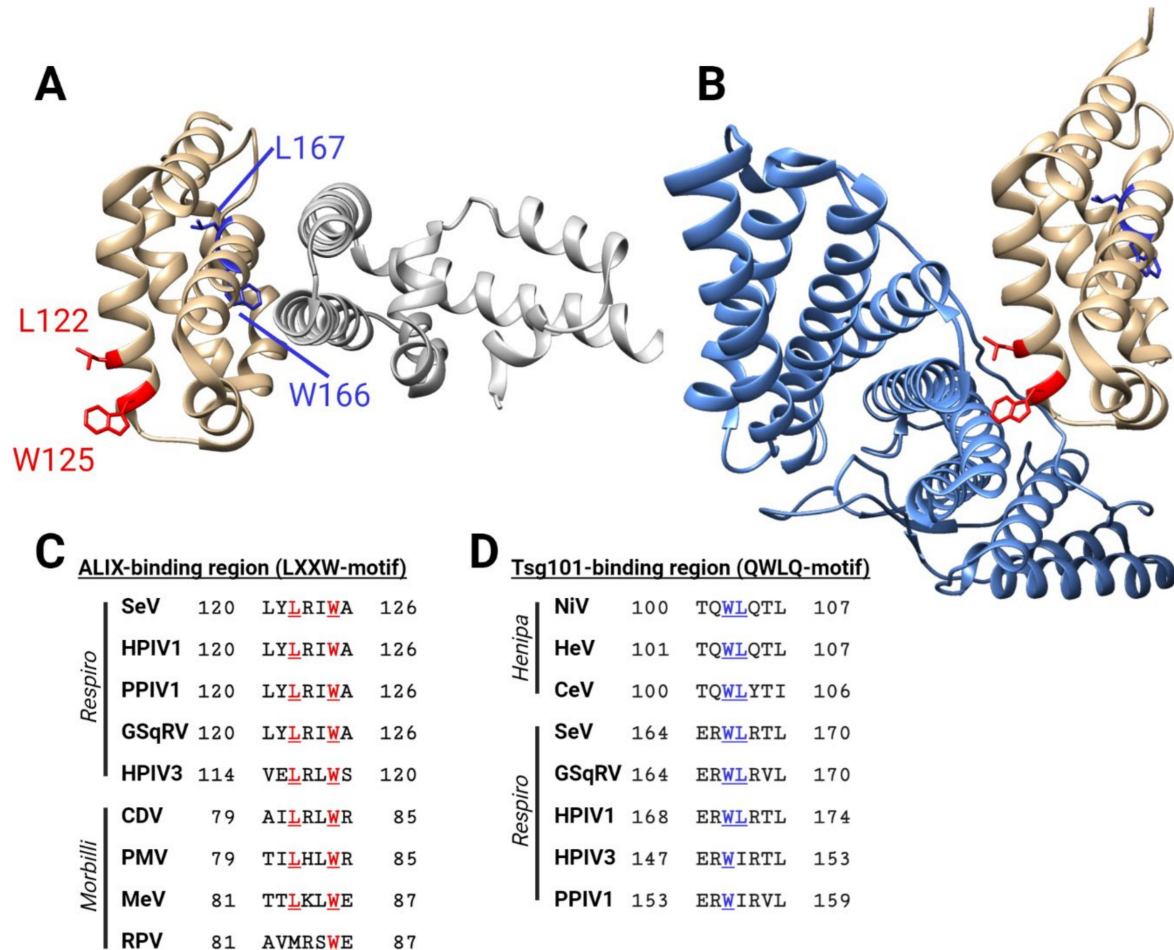 A
B
L167
L122
W166
W125
C
ALIX-binding region (LXXW-motif)
Respiro
SeV 120 LYLRIWA 126
HPIV1 120 LYLRIWA 126
PPIV1 120 LYLRIWA 126
GSqRV 120 LYLRIWA 126
HPIV3 114 VELRLWS 120
Morbilli
CDV 79 AILRLWR 85
PMV 79 TILHLWR 85
MeV 81 TTLKLWE 87
RPV 81 AVMRSWE 87
D
Tsg101-binding region (QWLQ-motif)
Henipa
NiV 100 TQWLQTL 107
HeV 101 TQWLQTL 107
CeV 100 TQWLYTI 106
Respiro
SeV 164 ERWLRTL 170
GSqRV 164 ERWLRVL 170
HPIV1 168 ERWLRTL 174
HPIV3 147 ERWIRTL 153
PPIV1 153 ERWIRVL 159